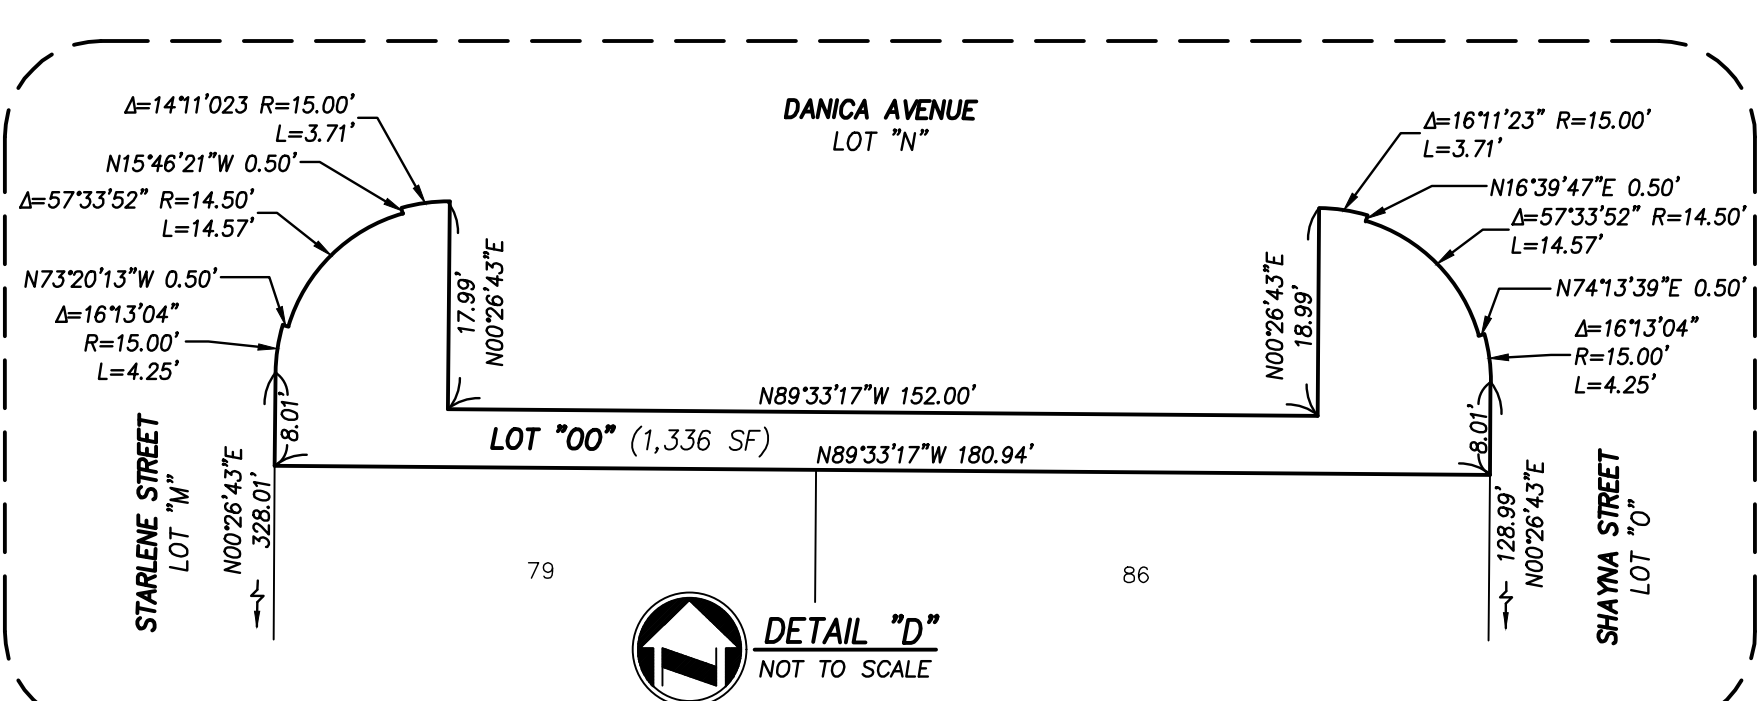 Δ=14°11'023 R=15.00'
L=3.71'
N15°46'21"W 0.50'
Δ=57°33'52" R=14.50'
L=14.57'
N73°20'13"W 0.50'
Δ=16°13'04"
R=15.00'
L=4.25'
DANICA AVENUE
LOT "N"
Δ=16°11'23" R=15.00'
L=3.71'
N16°39'47"E 0.50'
Δ=57°33'52" R=14.50'
L=14.57'
N74°13'39"E 0.50'
Δ=16°13'04"
R=15.00'
L=4.25'
17.99'
N00°26'43"E
N00°26'43"E
18.99'
N89°33'17"W 152.00'
8.01'
LOT "OO" (1,336 SF)
N89°33'17"W 180.94'
8.01'
STARLENE STREET
LOT "M"
N00°26'43"E
328.01'
128.99'
N00°26'43"E
SHAYNA STREET
LOT "O"
79
86
N
DETAIL "D"
NOT TO SCALE